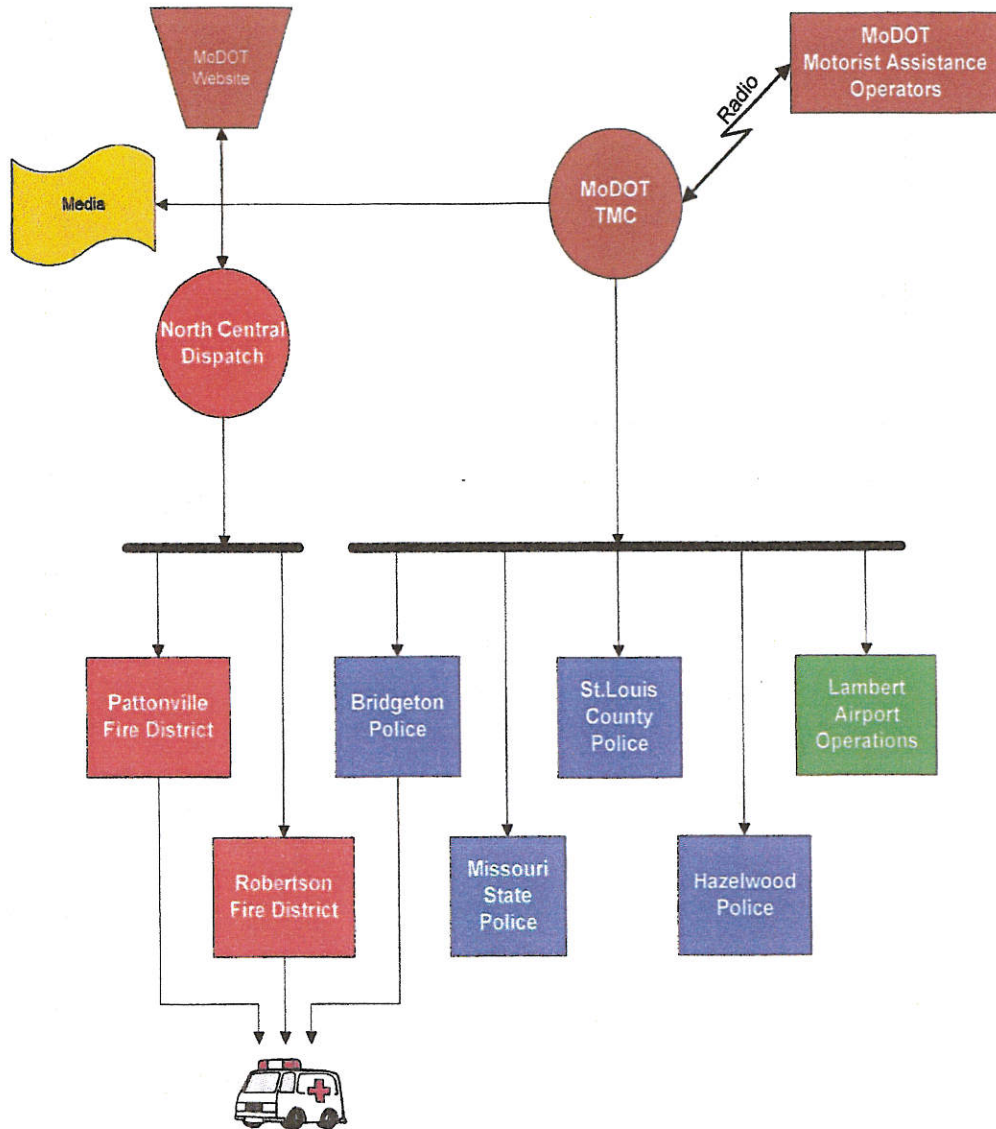 MoDOT
Website
MoDOT
Motorist Assistance
Operators
Radio
Media
MoDOT
TMC
North Central
Dispatch
Pattonville
Fire District
Bridgeton
Police
St.Louis
County
Police
Lambert
Airport
Operations
Robertson
Fire District
Missouri
State
Police
Hazelwood
Police